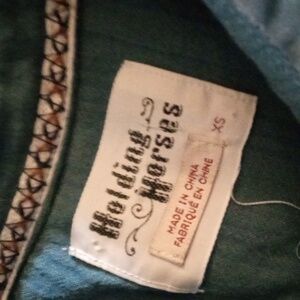 Holding
Horses
XS
MADE IN CHINA
FABRIQUÉ EN CHINE